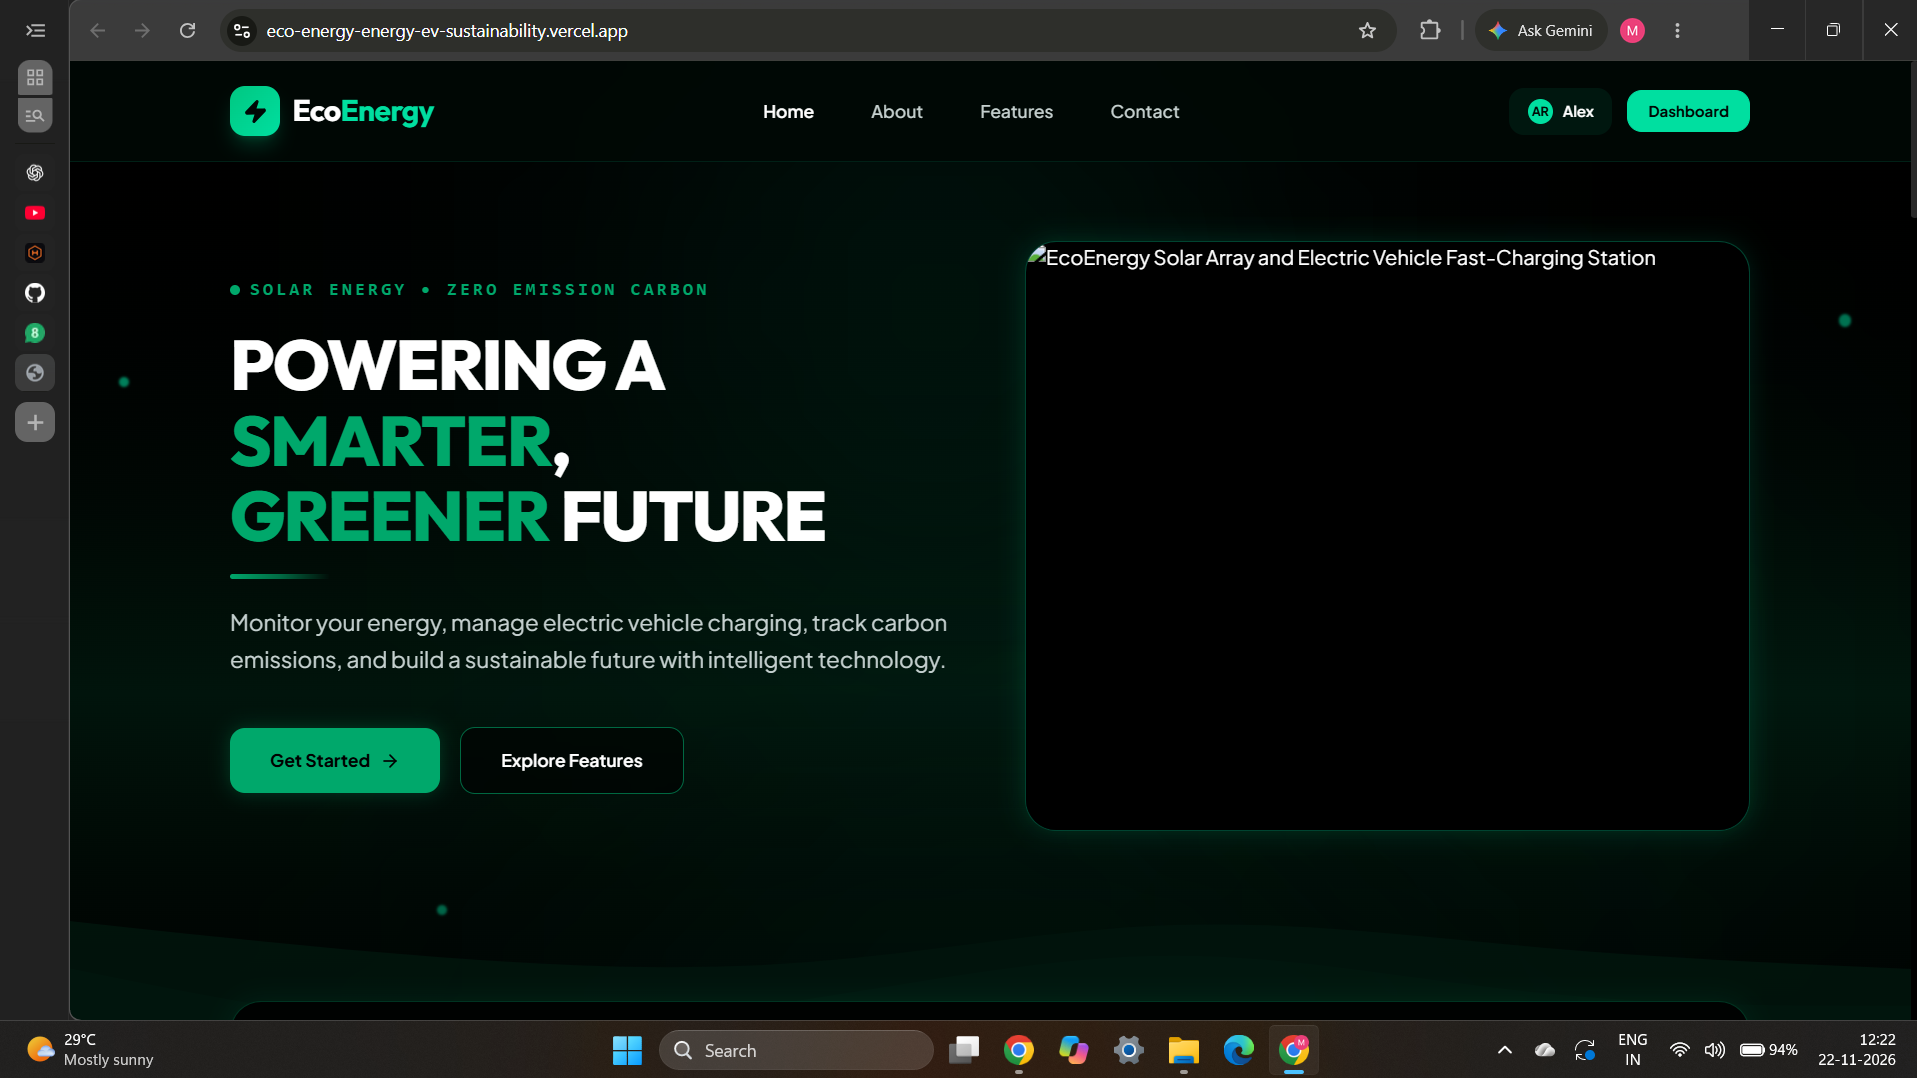 eco-energy-energy-ev-sustainability.vercel.app
Ask Gemini
M
EcoEnergy
Home
About
Features
Contact
AR
Alex
Dashboard
SOLAR ENERGY • ZERO EMISSION CARBON
POWERING A
SMARTER,
GREENER FUTURE
Monitor your energy, manage electric vehicle charging, track carbon
emissions, and build a sustainable future with intelligent technology.
Get Started →
Explore Features
EcoEnergy Solar Array and Electric Vehicle Fast-Charging Station
8
29°C
Mostly sunny
Search
M
ENG
IN
94%
12:22
22-11-2026